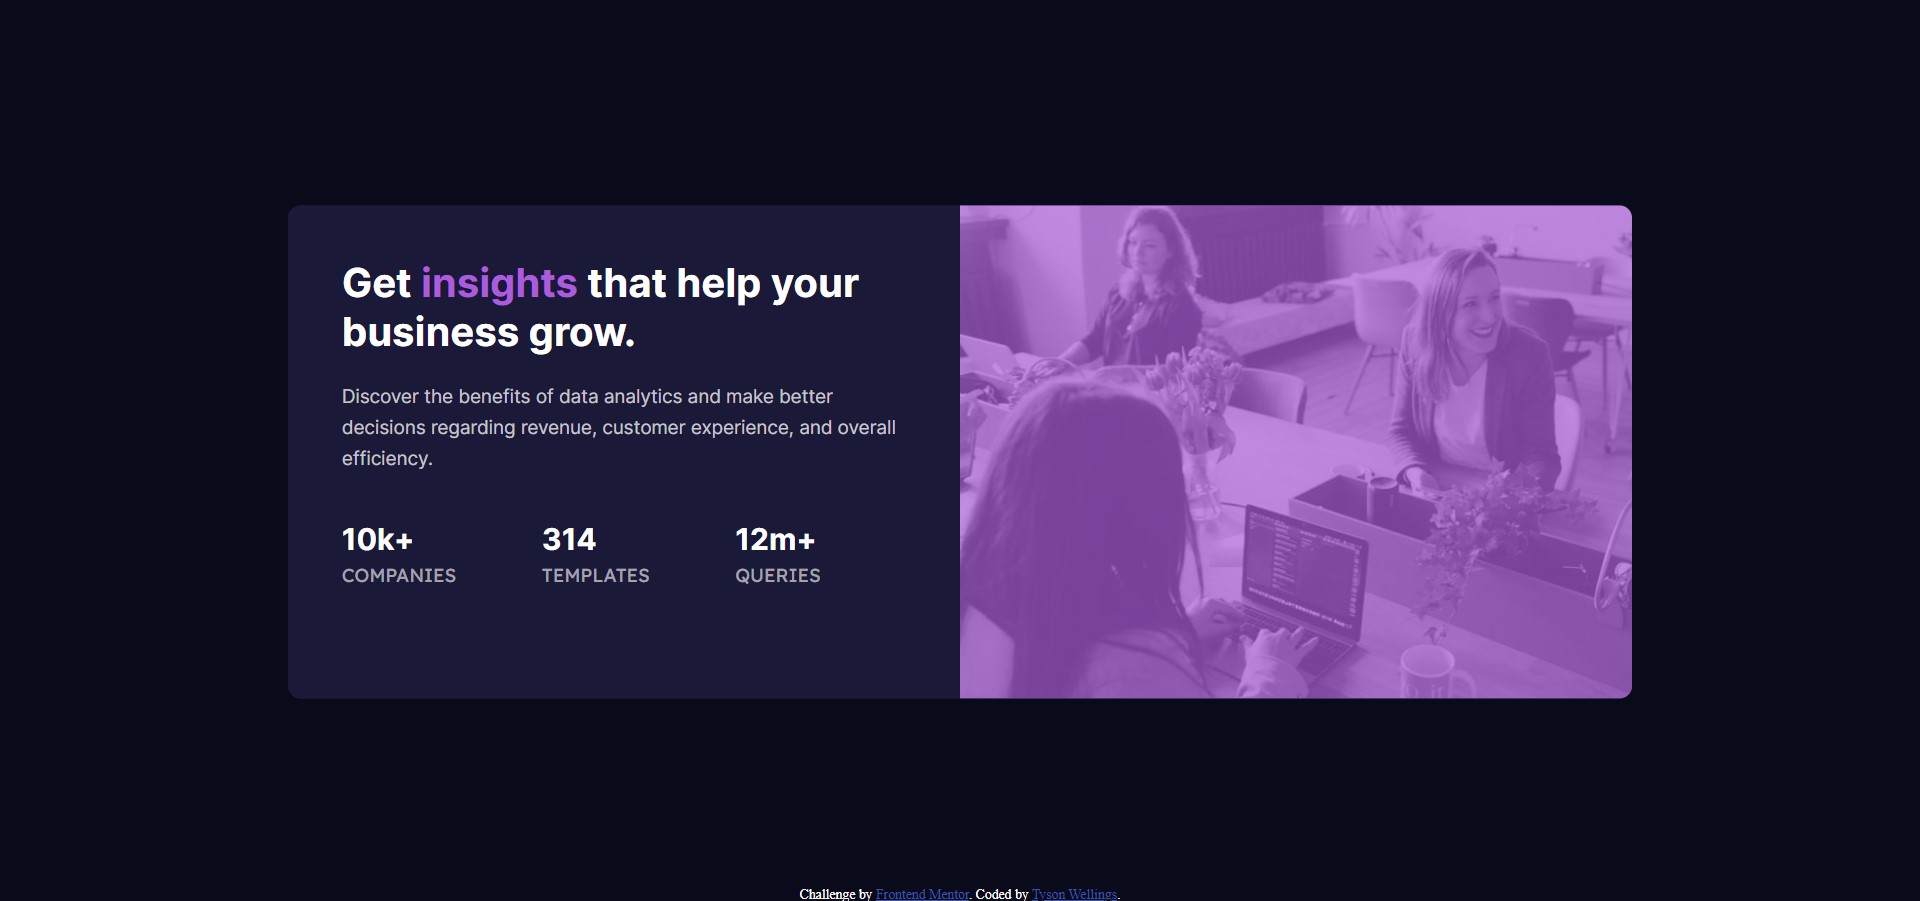 Get insights that help your
business grow.
Discover the benefits of data analytics and make better
decisions regarding revenue, customer experience, and overall
efficiency.
10k+ 314 12m+
COMPANIES TEMPLATES QUERIES
Challenge by Frontend Mentor. Coded by Tyson Wellings.